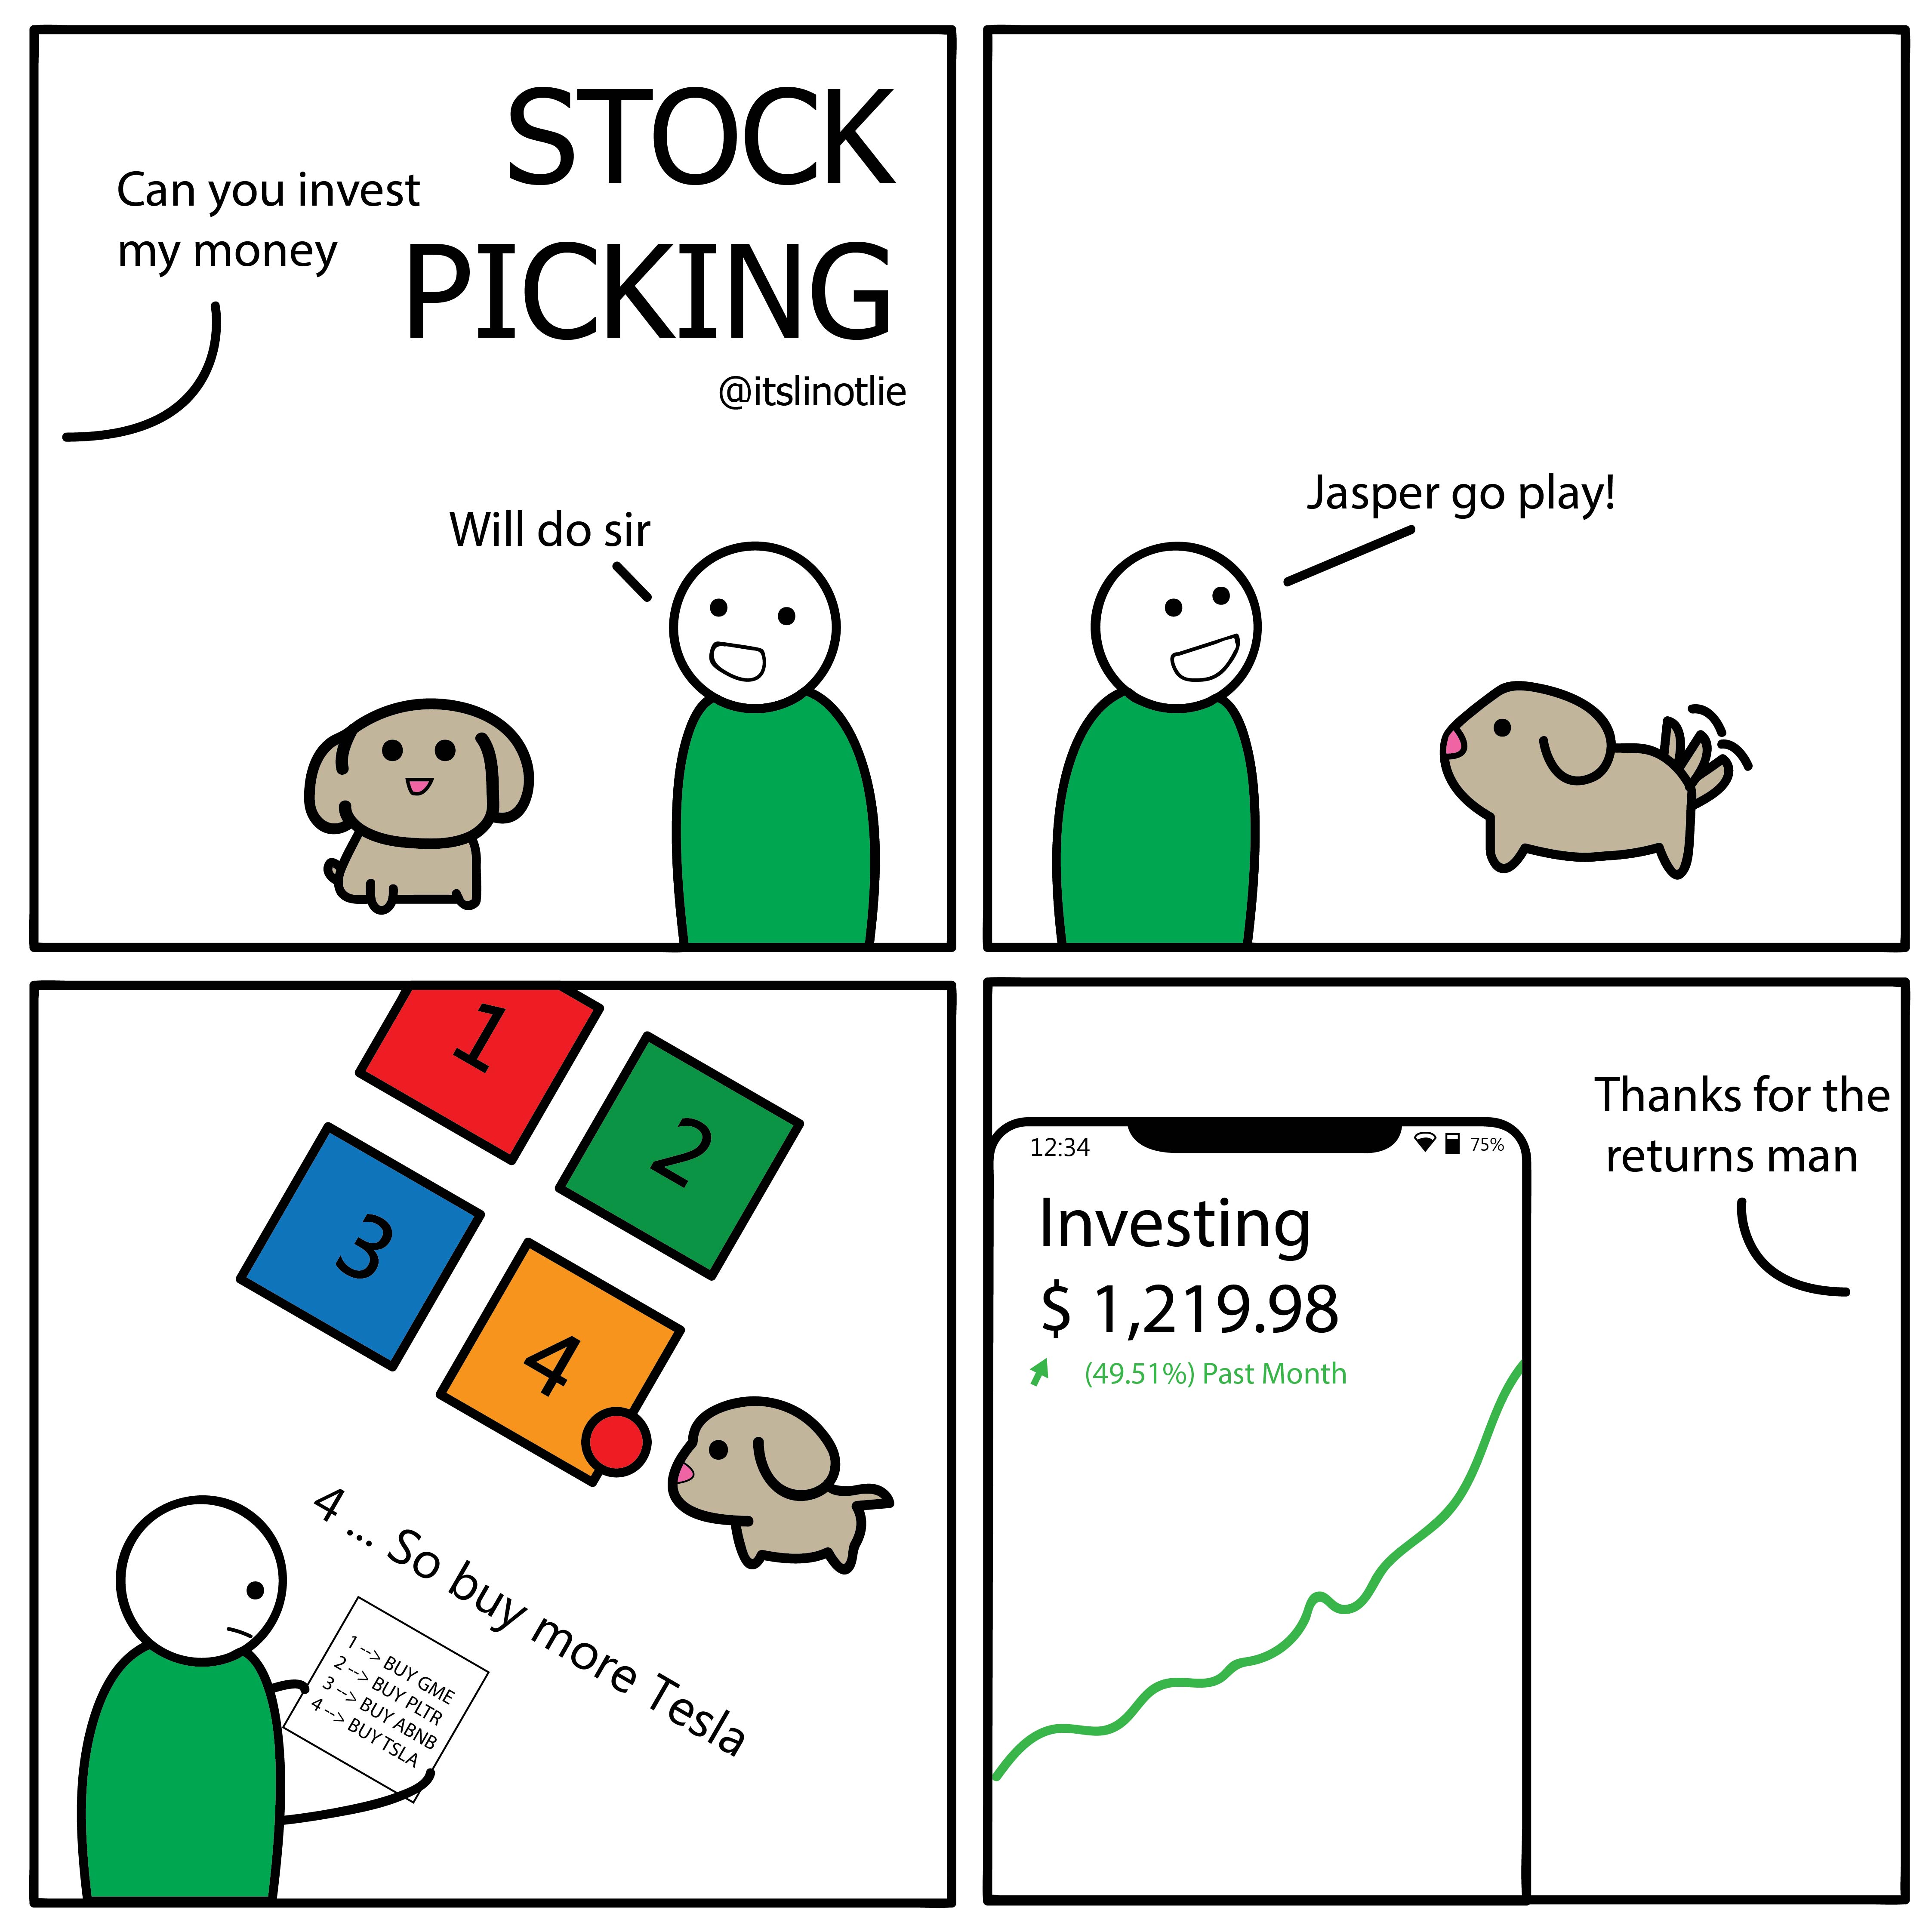 STOCK
PICKING
@itslinotlie
Can you invest
my money
Will do sir
Jasper go play!
1
2
3
4
4 ... So buy more Tesla
1 --> BUY GME
2 --> BUY PLTR
3 --> BUY ABNB
4 --> BUY TSLA
12:34
75%
Investing
$ 1,219.98
(49.51%) Past Month
Thanks for the
returns man